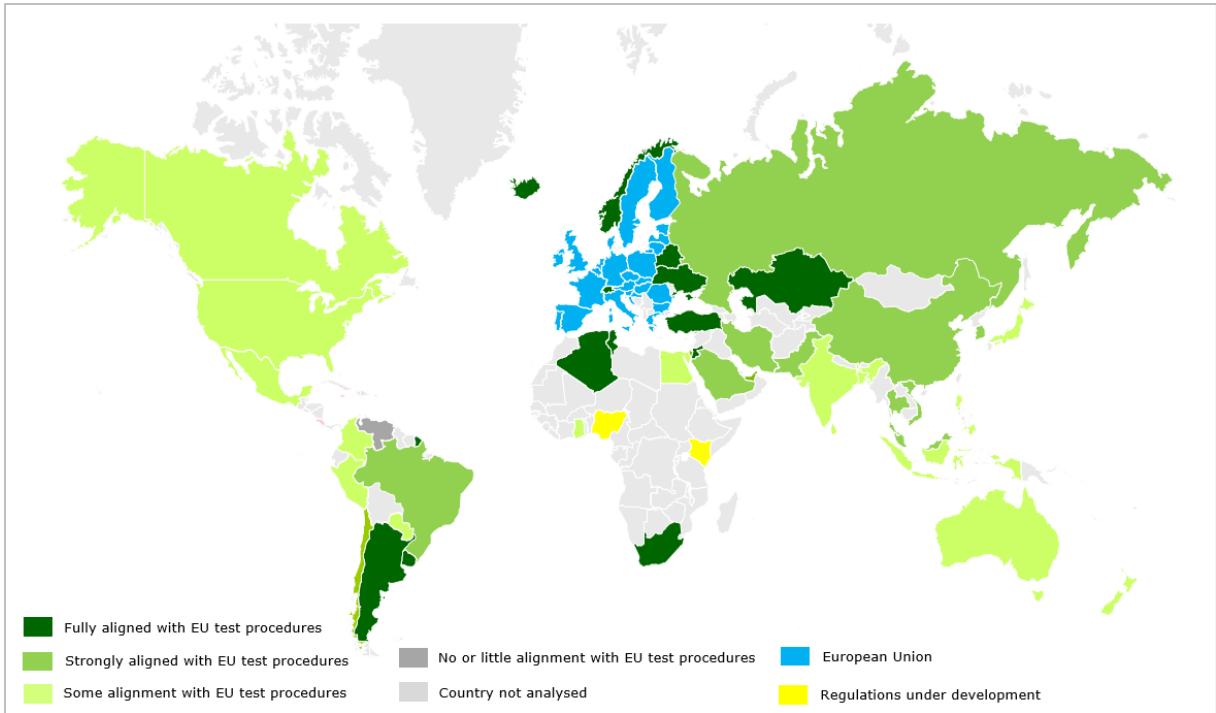 Fully aligned with EU test procedures
Strongly aligned with EU test procedures
Some alignment with EU test procedures
No or little alignment with EU test procedures
Country not analysed
European Union
Regulations under development